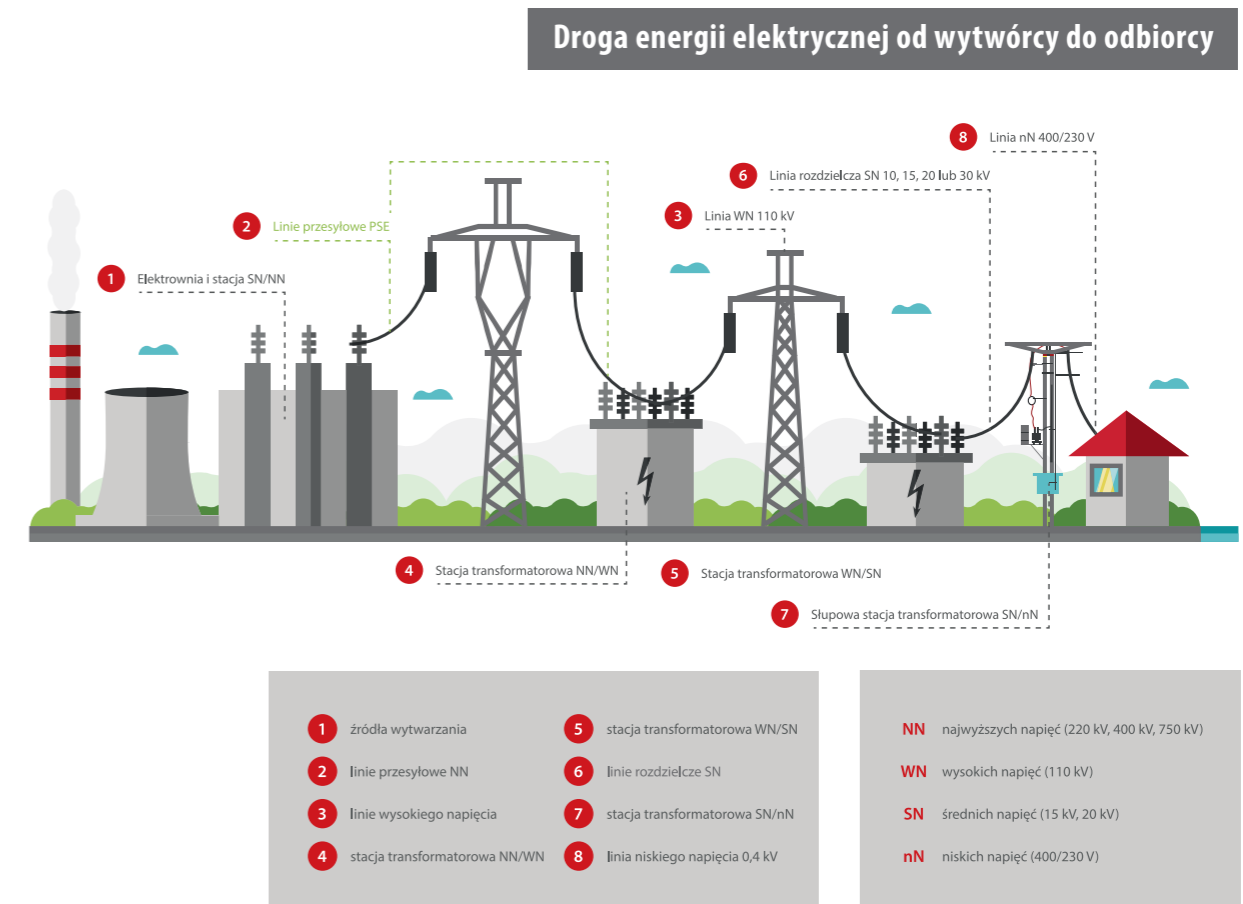 Droga energii elektrycznej od wytwórcy do odbiorcy
8 Linia nN 400/230 V
6 Linia rozdzielcza SN 10, 15, 20 lub 30 kV
3 Linia WN 110 kV
2 Linie przesyłowe PSE
1 Elektrownia i stacja SN/NN
4 Stacja transformatorowa NN/WN
5 Stacja transformatorowa WN/SN
7 Słupowa stacja transformatorowa SN/nN
1 źródła wytwarzania
2 linie przesyłowe NN
3 linie wysokiego napięcia
4 stacja transformatorowa NN/WN
5 stacja transformatorowa WN/SN
6 linie rozdzielcze SN
7 stacja transformatorowa SN/nN
8 linia niskiego napięcia 0,4 kV
NN najwyższych napięć (220 kV, 400 kV, 750 kV)
WN wysokich napięć (110 kV)
SN średnich napięć (15 kV, 20 kV)
nN niskich napięć (400/230 V)